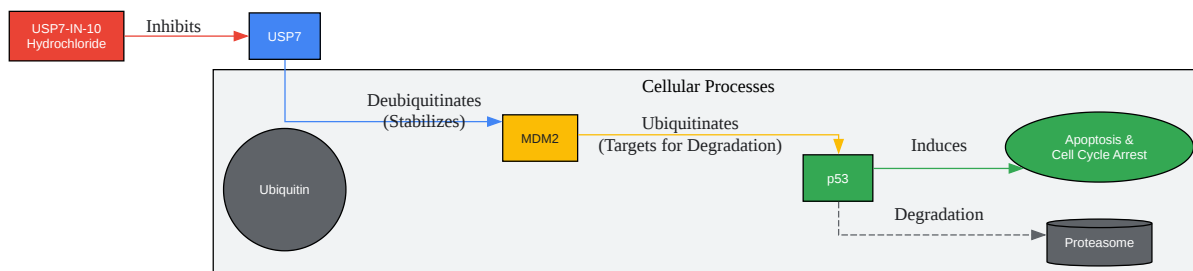 USP7-IN-10
Hydrochloride
Inhibits
USP7
Cellular Processes
Deubiquitinates
(Stabilizes)
MDM2
Ubiquitinates
(Targets for Degradation)
Ubiquitin
p53
Induces
Apoptosis &
Cell Cycle Arrest
Degradation
Proteasome